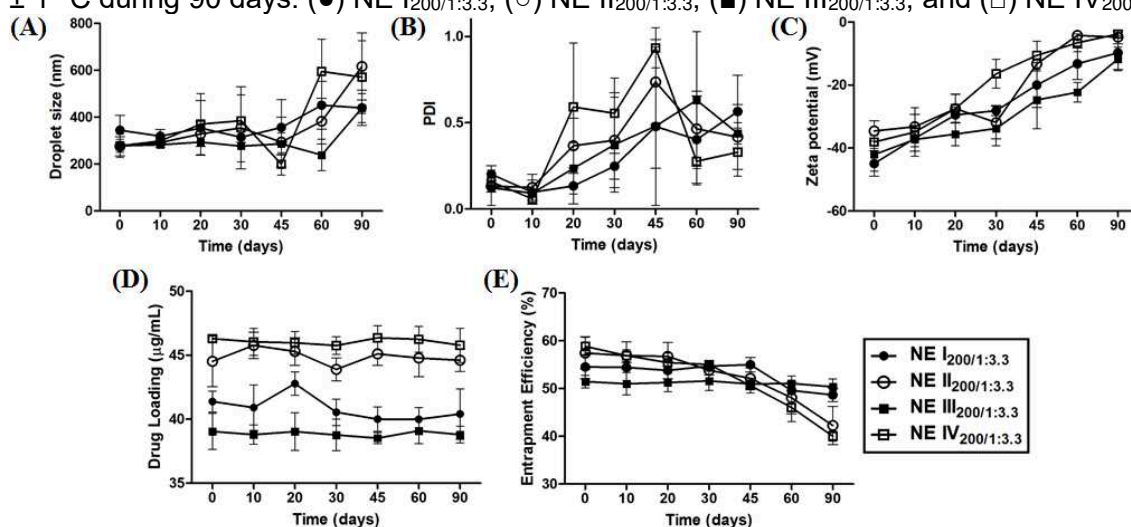 ± 1 °C during 90 days. (●) NE I200/1:3.3, (○) NE II200/1:3.3, (■) NE III200/1:3.3, and (□) NE IV200
(A)
800
600
400
200
0
Droplet size (nm)
0 10 20 30 45 60 90
Time (days)
(B)
1.0
0.5
0.0
PDI
0 10 20 30 45 60 90
Time (days)
(C)
0
-20
-40
-60
Zeta potential (mV)
0 10 20 30 45 60 90
Time (days)
(D)
50
45
40
35
Drug Loading (µg/mL)
0 10 20 30 45 60 90
Time (days)
(E)
70
60
50
40
30
Entrapment Efficiency (%)
0 10 20 30 45 60 90
Time (days)
NE I200/1:3.3
NE II200/1:3.3
NE III200/1:3.3
NE IV200/1:3.3